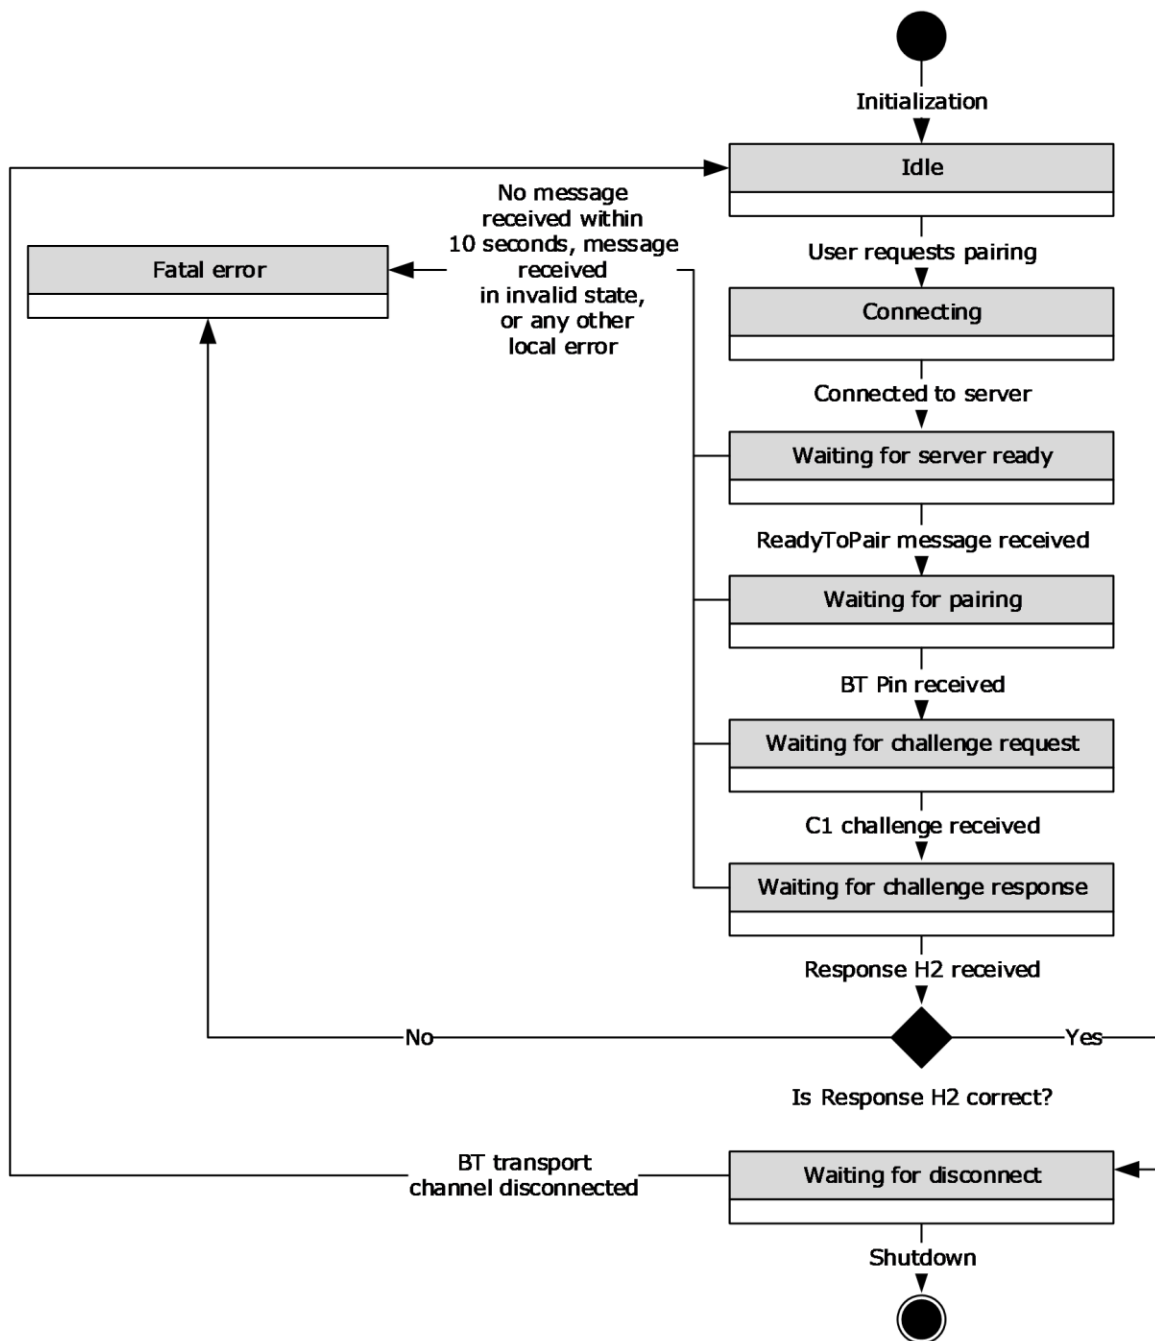 Initialization
Idle
No message
received within
10 seconds, message
received
in invalid state,
or any other
local error
User requests pairing
Fatal error
Connecting
Connected to server
Waiting for server ready
ReadyToPair message received
Waiting for pairing
BT Pin received
Waiting for challenge request
C1 challenge received
Waiting for challenge response
Response H2 received
No
Yes
Is Response H2 correct?
BT transport
channel disconnected
Waiting for disconnect
Shutdown